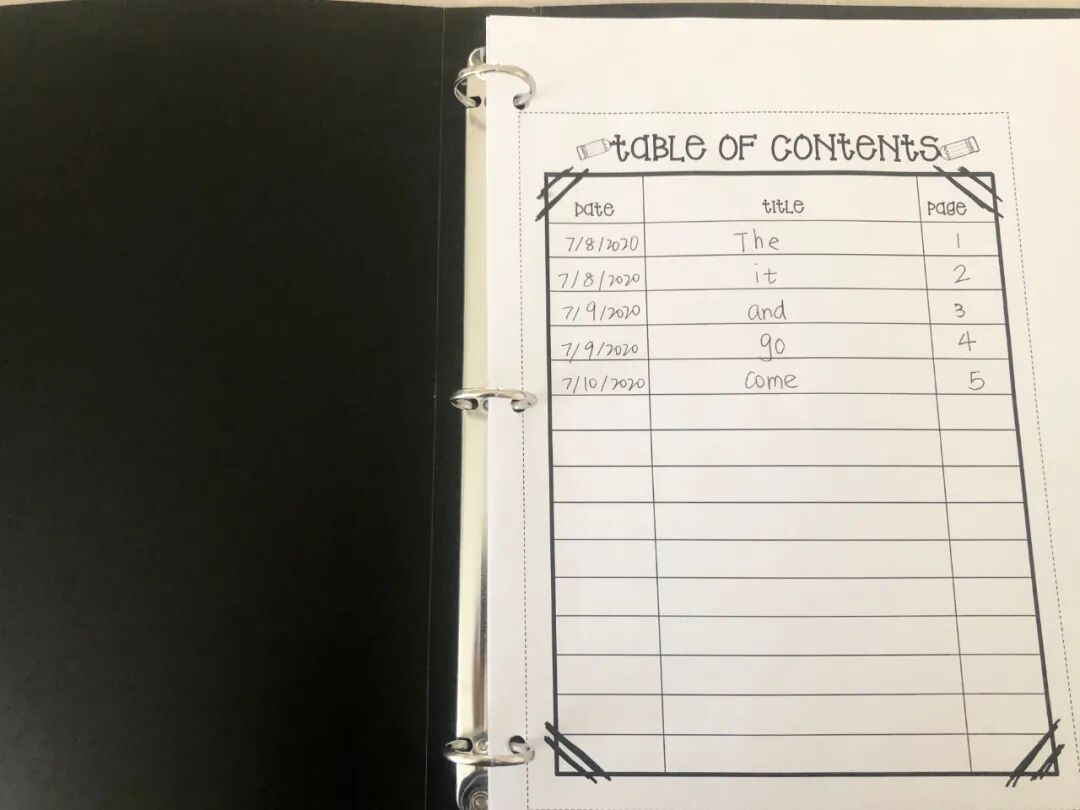 TABLE OF CONTENTS
Date TITLE Page
7/8/2020 The 1
7/8/2020 it 2
7/9/2020 and 3
7/9/2020 go 4
7/10/2020 come 5